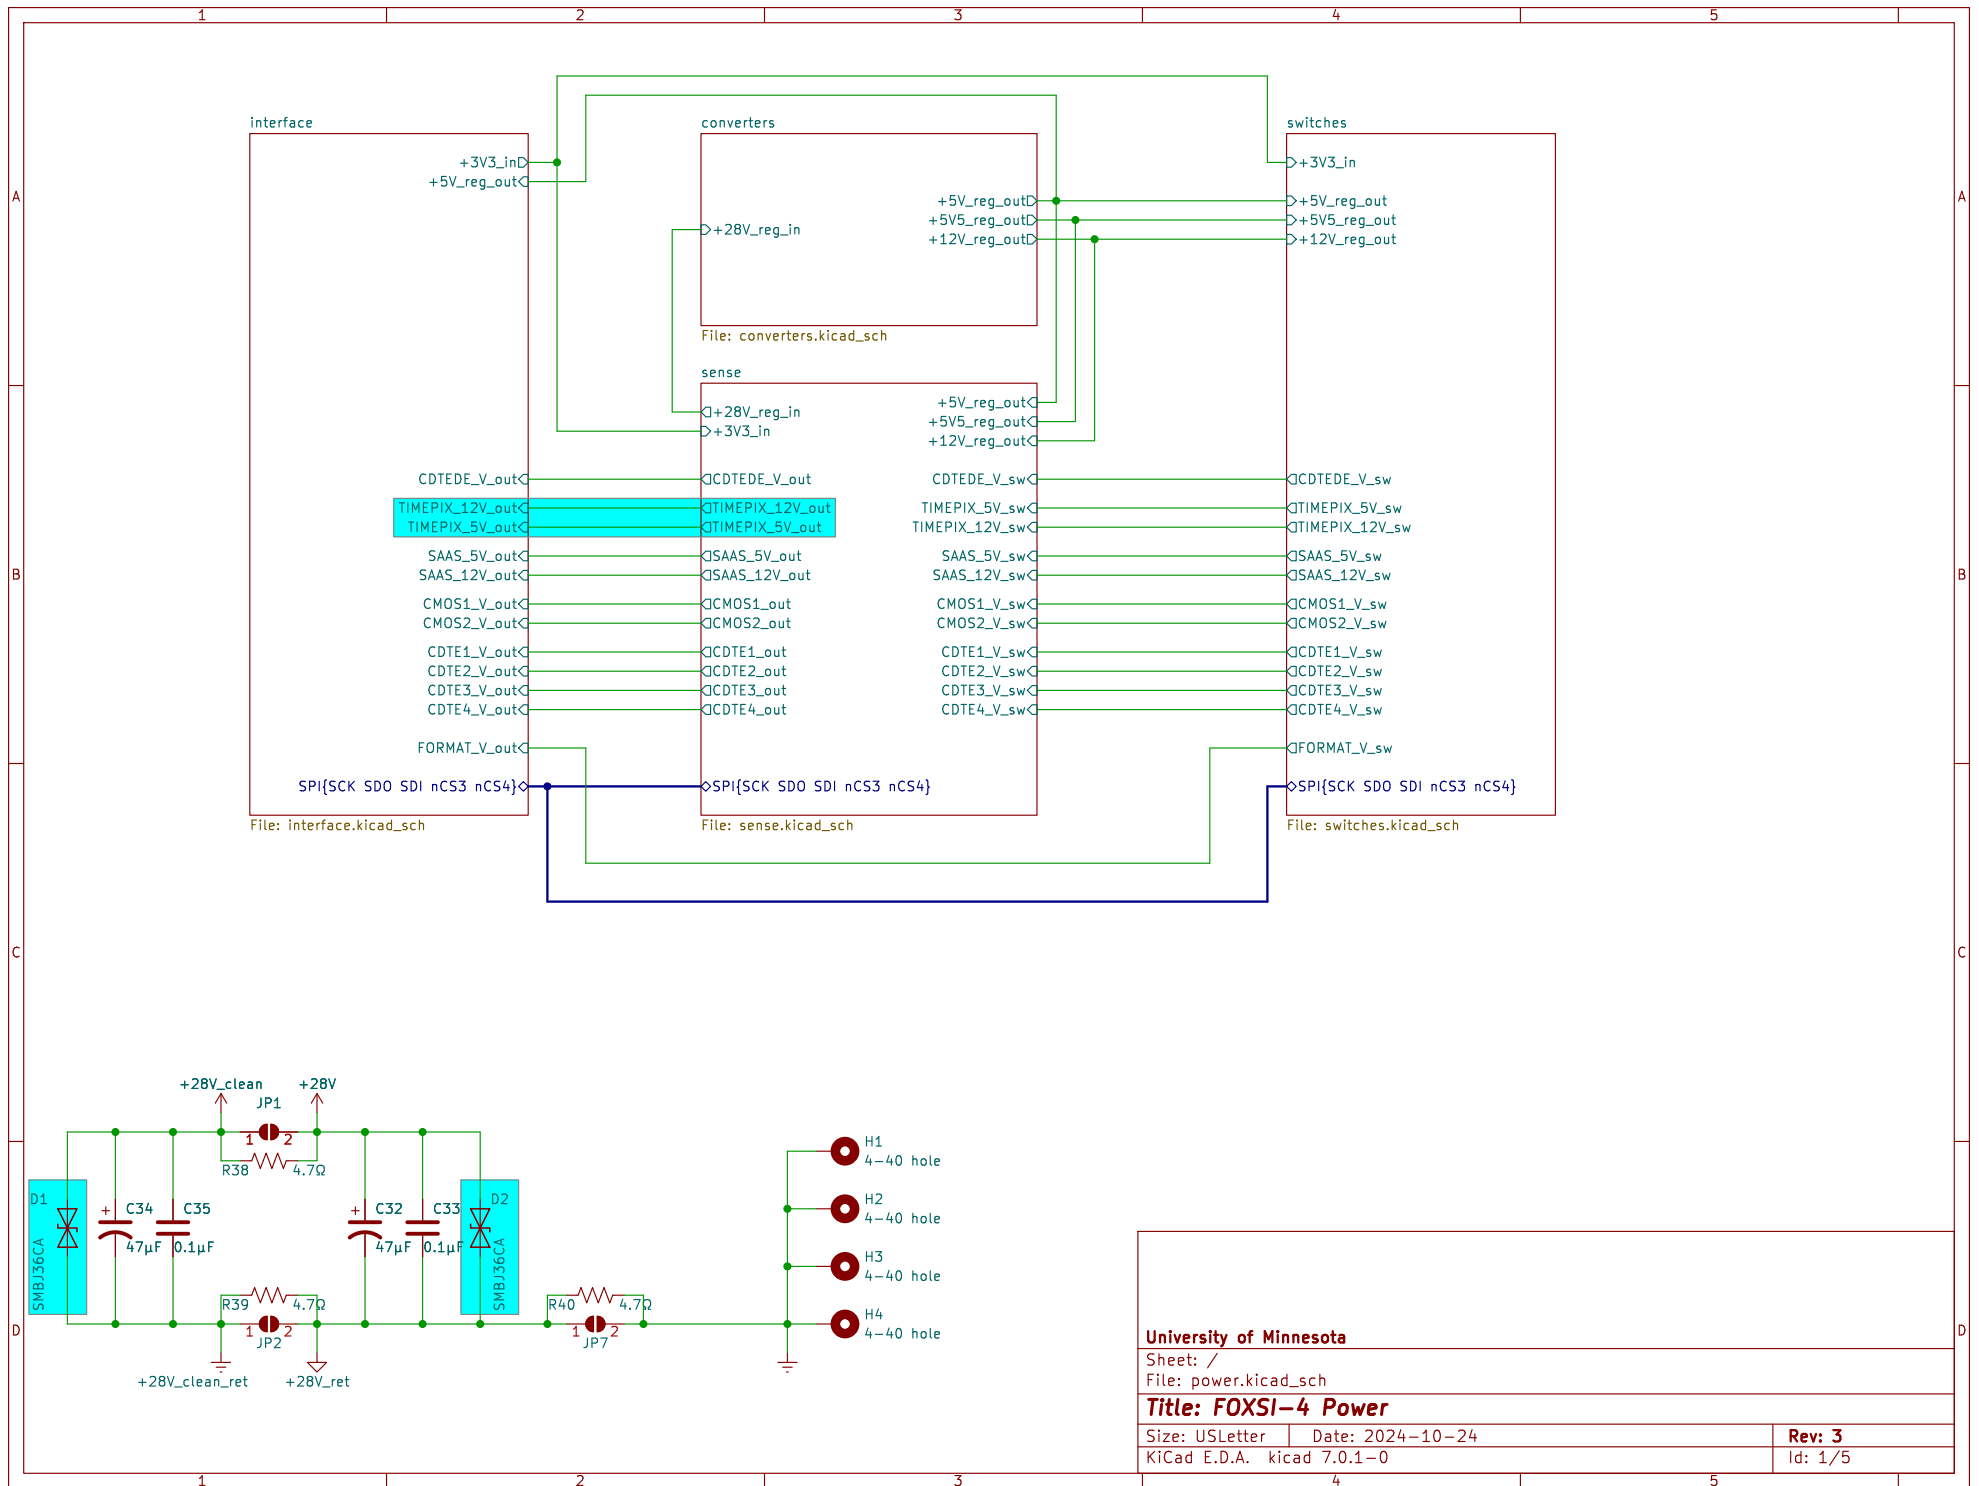 1 2 3 4 5
A A
B B
C C
D D
interface
+3V3_in
+5V_reg_out
CDTEDE_V_out
TIMEPIX_12V_out
TIMEPIX_5V_out
SAAS_5V_out
SAAS_12V_out
CMOS1_V_out
CMOS2_V_out
CDTE1_V_out
CDTE2_V_out
CDTE3_V_out
CDTE4_V_out
FORMAT_V_out
SPI{SCK SDO SDI nCS3 nCS4}
File: interface.kicad_sch
converters
+28V_reg_in
+5V_reg_out
+5V5_reg_out
+12V_reg_out
File: converters.kicad_sch
sense
+28V_reg_in
+3V3_in
CDTEDE_V_out
TIMEPIX_12V_out
TIMEPIX_5V_out
SAAS_5V_out
SAAS_12V_out
CMOS1_out
CMOS2_out
CDTE1_out
CDTE2_out
CDTE3_out
CDTE4_out
SPI{SCK SDO SDI nCS3 nCS4}
+5V_reg_out
+5V5_reg_out
+12V_reg_out
CDTEDE_V_sw
TIMEPIX_5V_sw
TIMEPIX_12V_sw
SAAS_5V_sw
SAAS_12V_sw
CMOS1_V_sw
CMOS2_V_sw
CDTE1_V_sw
CDTE2_V_sw
CDTE3_V_sw
CDTE4_V_sw
File: sense.kicad_sch
switches
+3V3_in
+5V_reg_out
+5V5_reg_out
+12V_reg_out
CDTEDE_V_sw
TIMEPIX_5V_sw
TIMEPIX_12V_sw
SAAS_5V_sw
SAAS_12V_sw
CMOS1_V_sw
CMOS2_V_sw
CDTE1_V_sw
CDTE2_V_sw
CDTE3_V_sw
CDTE4_V_sw
FORMAT_V_sw
SPI{SCK SDO SDI nCS3 nCS4}
File: switches.kicad_sch
+28V_clean
+28V
JP1
1 2
R38 4.7Ω
D1
SMBJ36CA
+ C34
47µF
C35
0.1µF
+ C32
47µF
C33
0.1µF
D2
SMBJ36CA
R39 4.7Ω
1 2
JP2
+28V_clean_ret
+28V_ret
R40 4.7Ω
1 2
JP7
H1
4-40 hole
H2
4-40 hole
H3
4-40 hole
H4
4-40 hole
University of Minnesota
Sheet: /
File: power.kicad_sch
Title: FOXSI-4 Power
Size: USLetter Date: 2024-10-24 Rev: 3
KiCad E.D.A. kicad 7.0.1-0 Id: 1/5
1 2 3 4 5